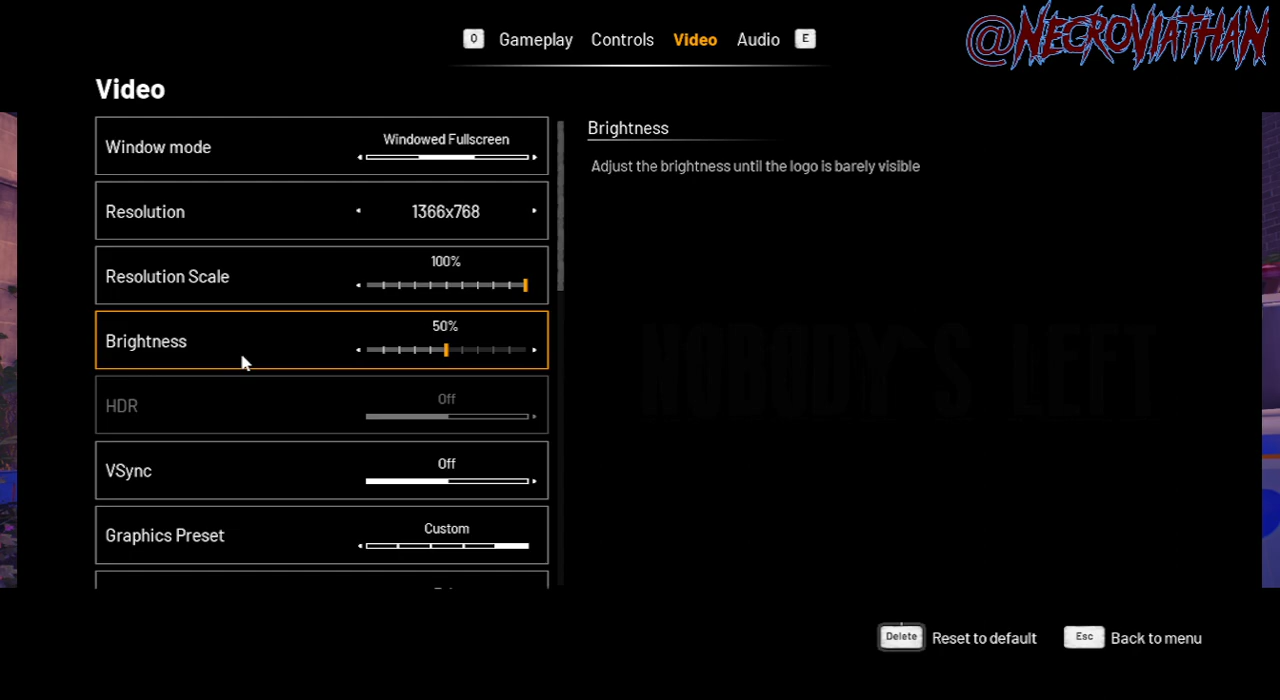 Q Gameplay Controls Video Audio E
@NECROVIATHAN
Video
Window mode
Windowed Fullscreen
Resolution
1366x768
Resolution Scale
100%
Brightness
50%
HDR
Off
VSync
Off
Graphics Preset
Custom
Brightness
Adjust the brightness until the logo is barely visible
NOBODY'S LEFT
Delete Reset to default
Esc Back to menu